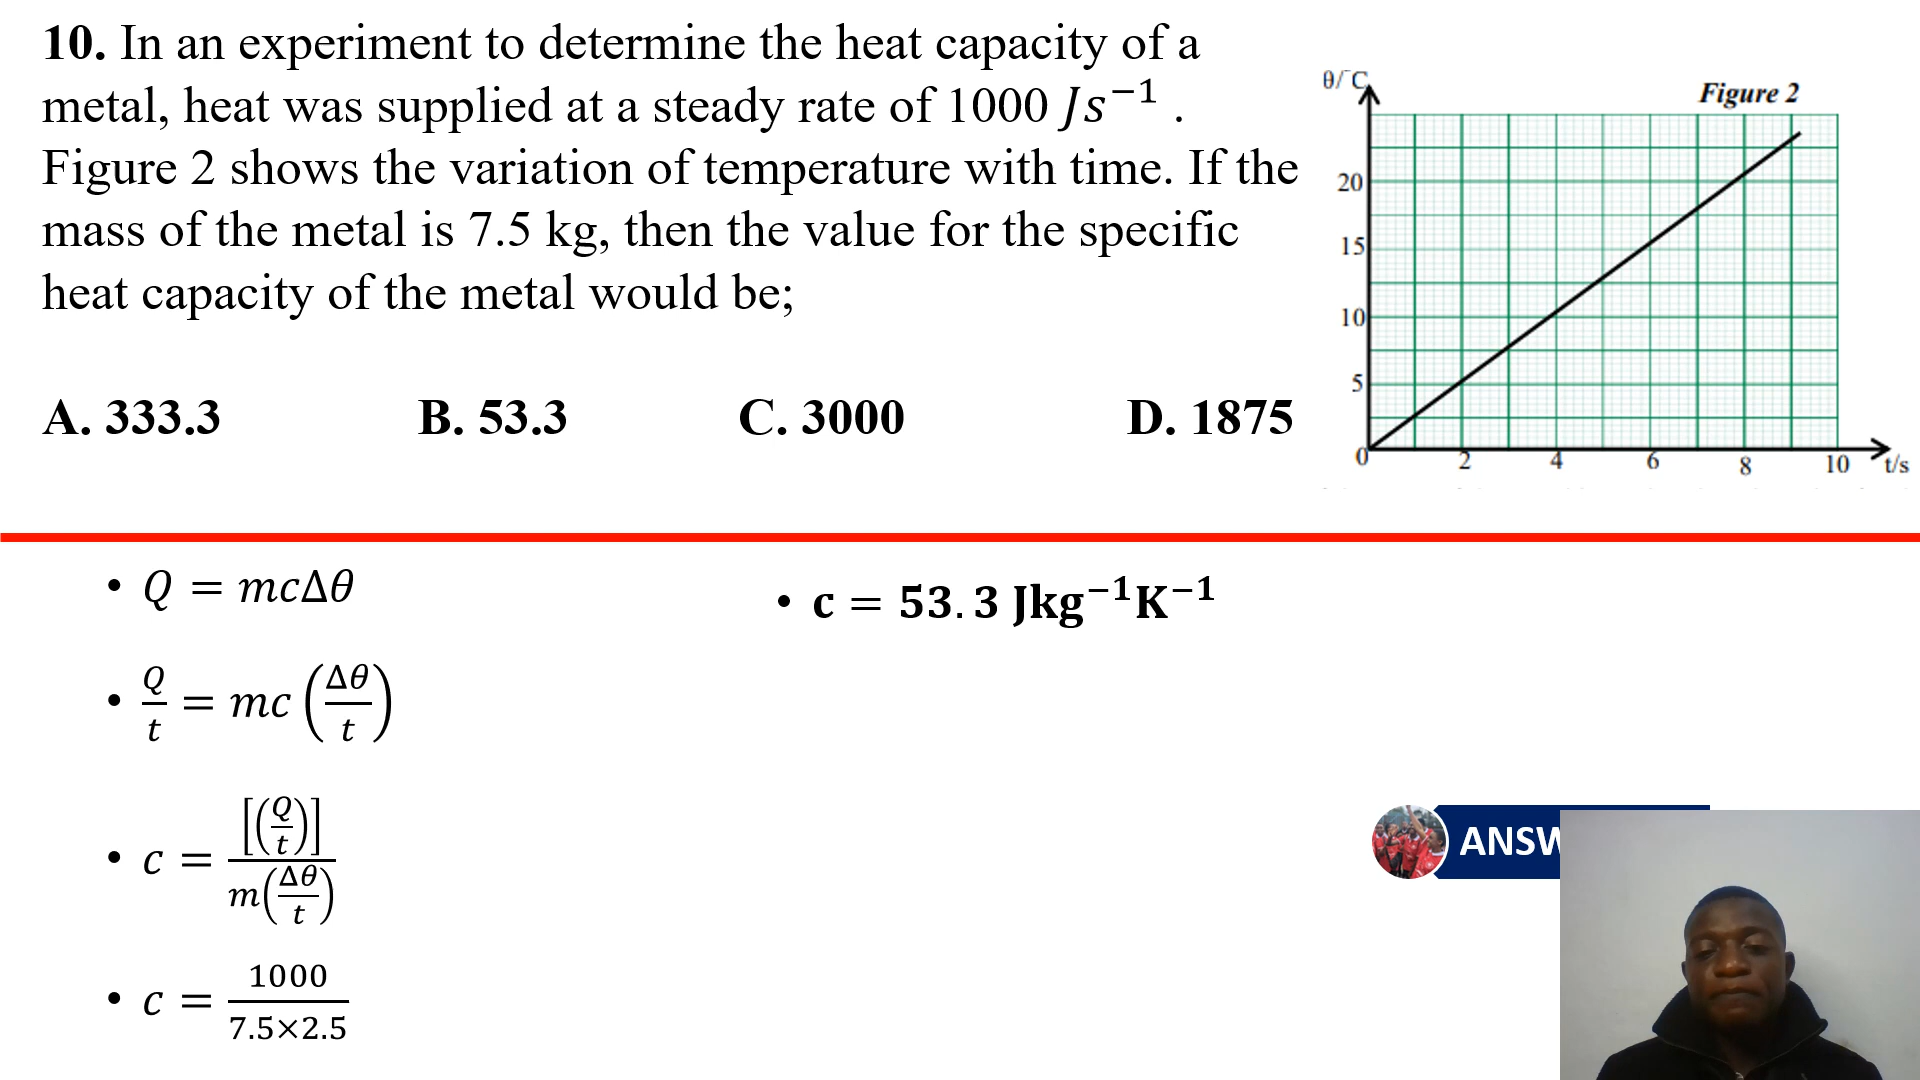 10. In an experiment to determine the heat capacity of a
metal, heat was supplied at a steady rate of 1000 Js⁻¹ .
Figure 2 shows the variation of temperature with time. If the
mass of the metal is 7.5 kg, then the value for the specific
heat capacity of the metal would be;
A. 333.3 B. 53.3 C. 3000 D. 1875
θ/°C
Figure 2
20
15
10
5
0 2 4 6 8 10 t/s
• Q = mcΔθ
• Q/t = mc (Δθ/t)
• c = [(Q/t)] / m(Δθ/t)
• c = 1000 / 7.5×2.5
• c = 53.3 Jkg⁻¹K⁻¹